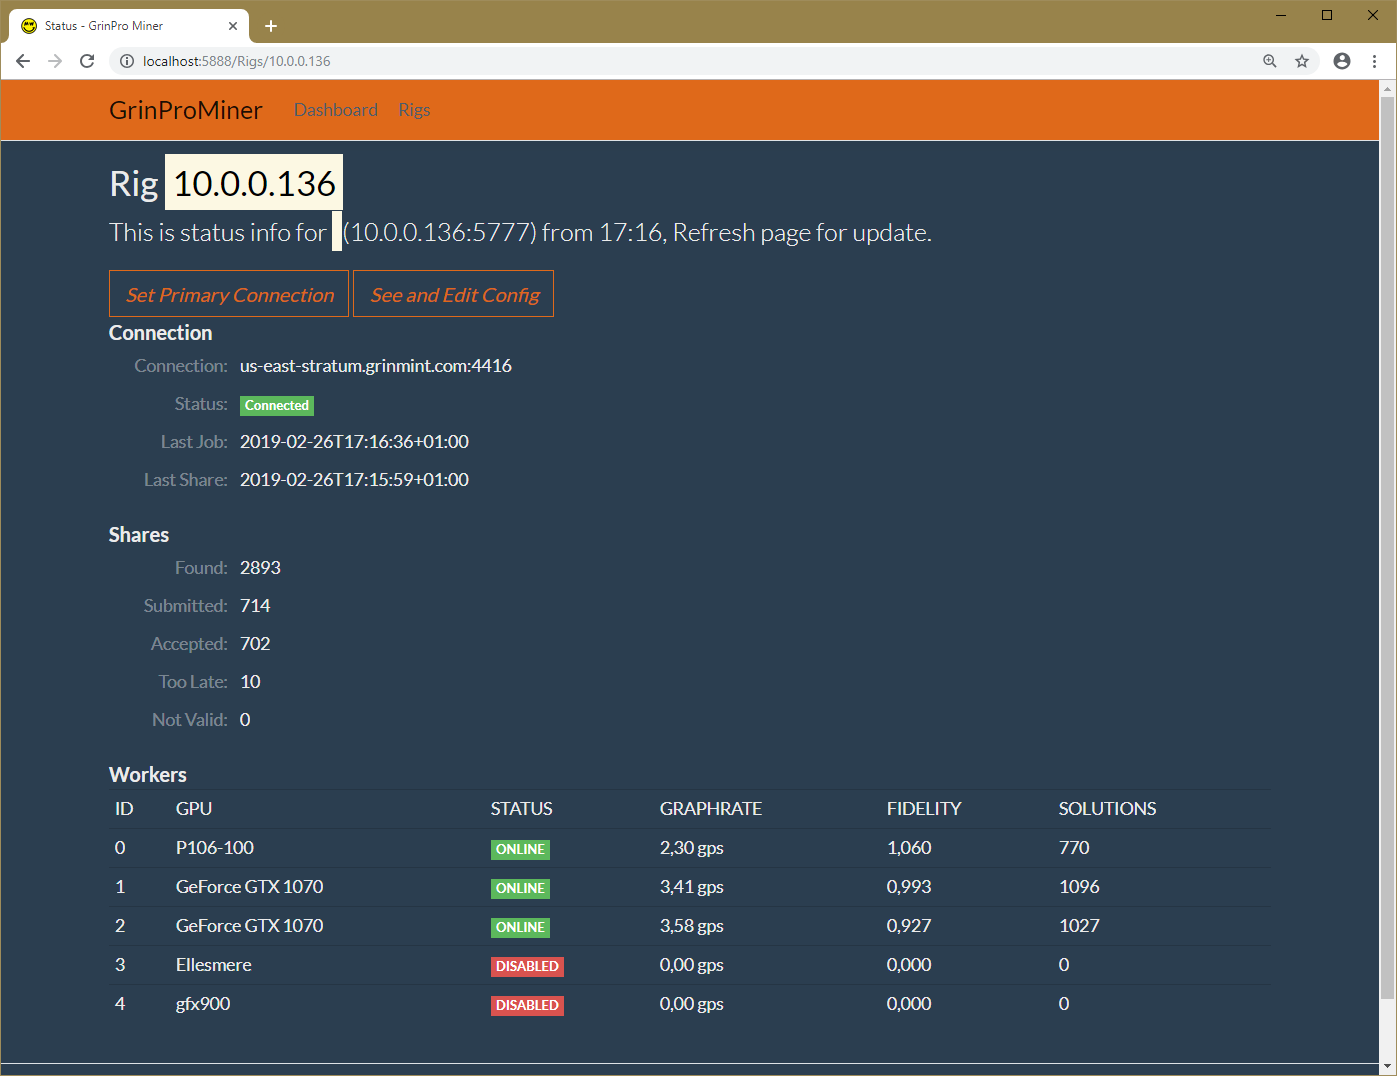 Status - GrinPro Miner
localhost:5888/Rigs/10.0.0.136
GrinProMiner Dashboard Rigs
Rig 10.0.0.136
This is status info for (10.0.0.136:5777) from 17:16, Refresh page for update.
Set Primary Connection See and Edit Config
Connection
Connection: us-east-stratum.grinmint.com:4416
Status: Connected
Last Job: 2019-02-26T17:16:36+01:00
Last Share: 2019-02-26T17:15:59+01:00
Shares
Found: 2893
Submitted: 714
Accepted: 702
Too Late: 10
Not Valid: 0
Workers
ID GPU STATUS GRAPHRATE FIDELITY SOLUTIONS
0 P106-100 ONLINE 2,30 gps 1,060 770
1 GeForce GTX 1070 ONLINE 3,41 gps 0,993 1096
2 GeForce GTX 1070 ONLINE 3,58 gps 0,927 1027
3 Ellesmere DISABLED 0,00 gps 0,000 0
4 gfx900 DISABLED 0,00 gps 0,000 0